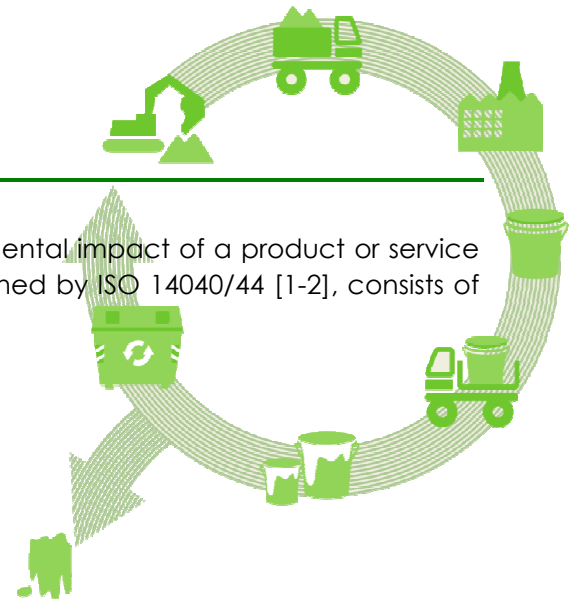 ental impact of a product or service
ned by ISO 14040/44 [1-2], consists of